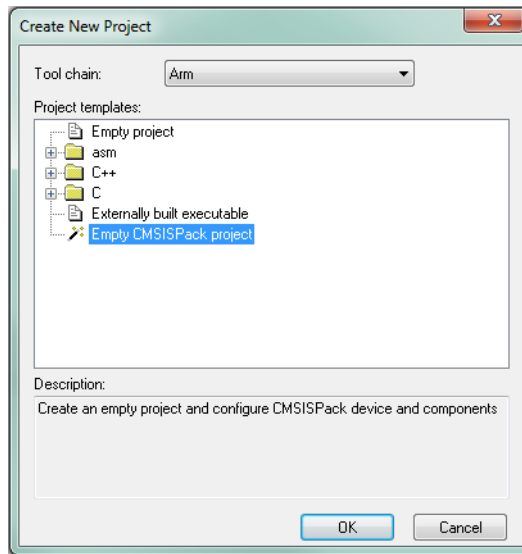 Create New Project
Tool chain: Arm
Project templates:
Empty project
asm
C++
C
Externally built executable
Empty CMSISPack project
Description:
Create an empty project and configure CMSISPack device and components
OK Cancel